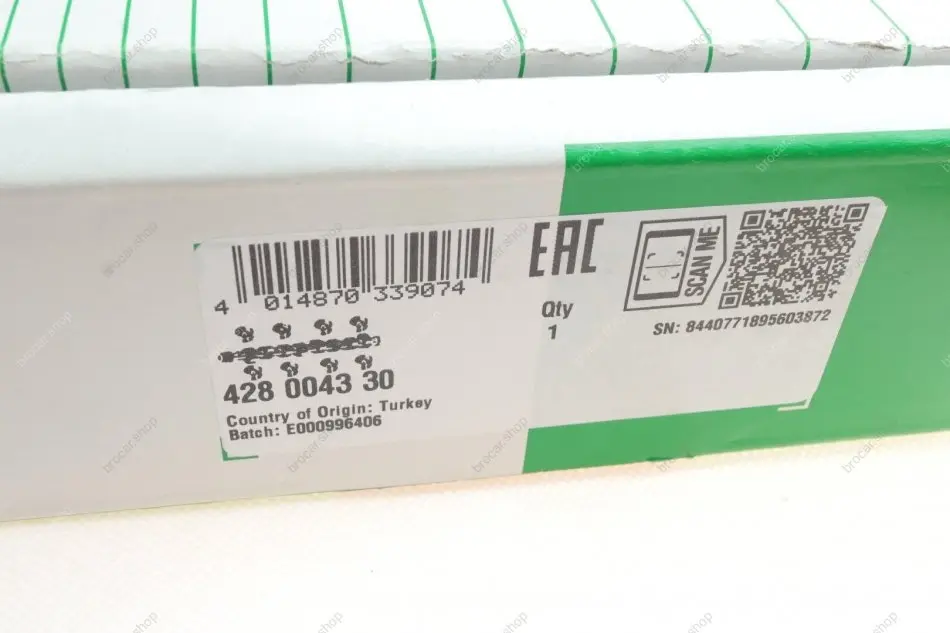 4 014870 339074
EAC
SCAN ME
Qty
1
SN: 8440771895603872
428 0043 30
Country of Origin: Turkey
Batch: E000996406
brocar.shop